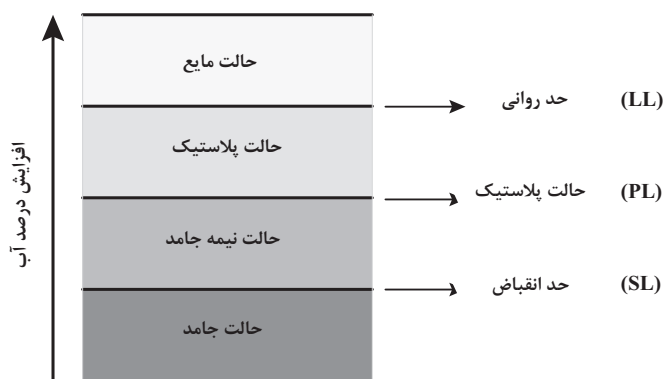 حالت مایع
حد روانی (LL)
حالت پلاستیک
حالت پلاستیک (PL)
حالت نیمه جامد
حد انقباض (SL)
حالت جامد
افزایش درصد آب